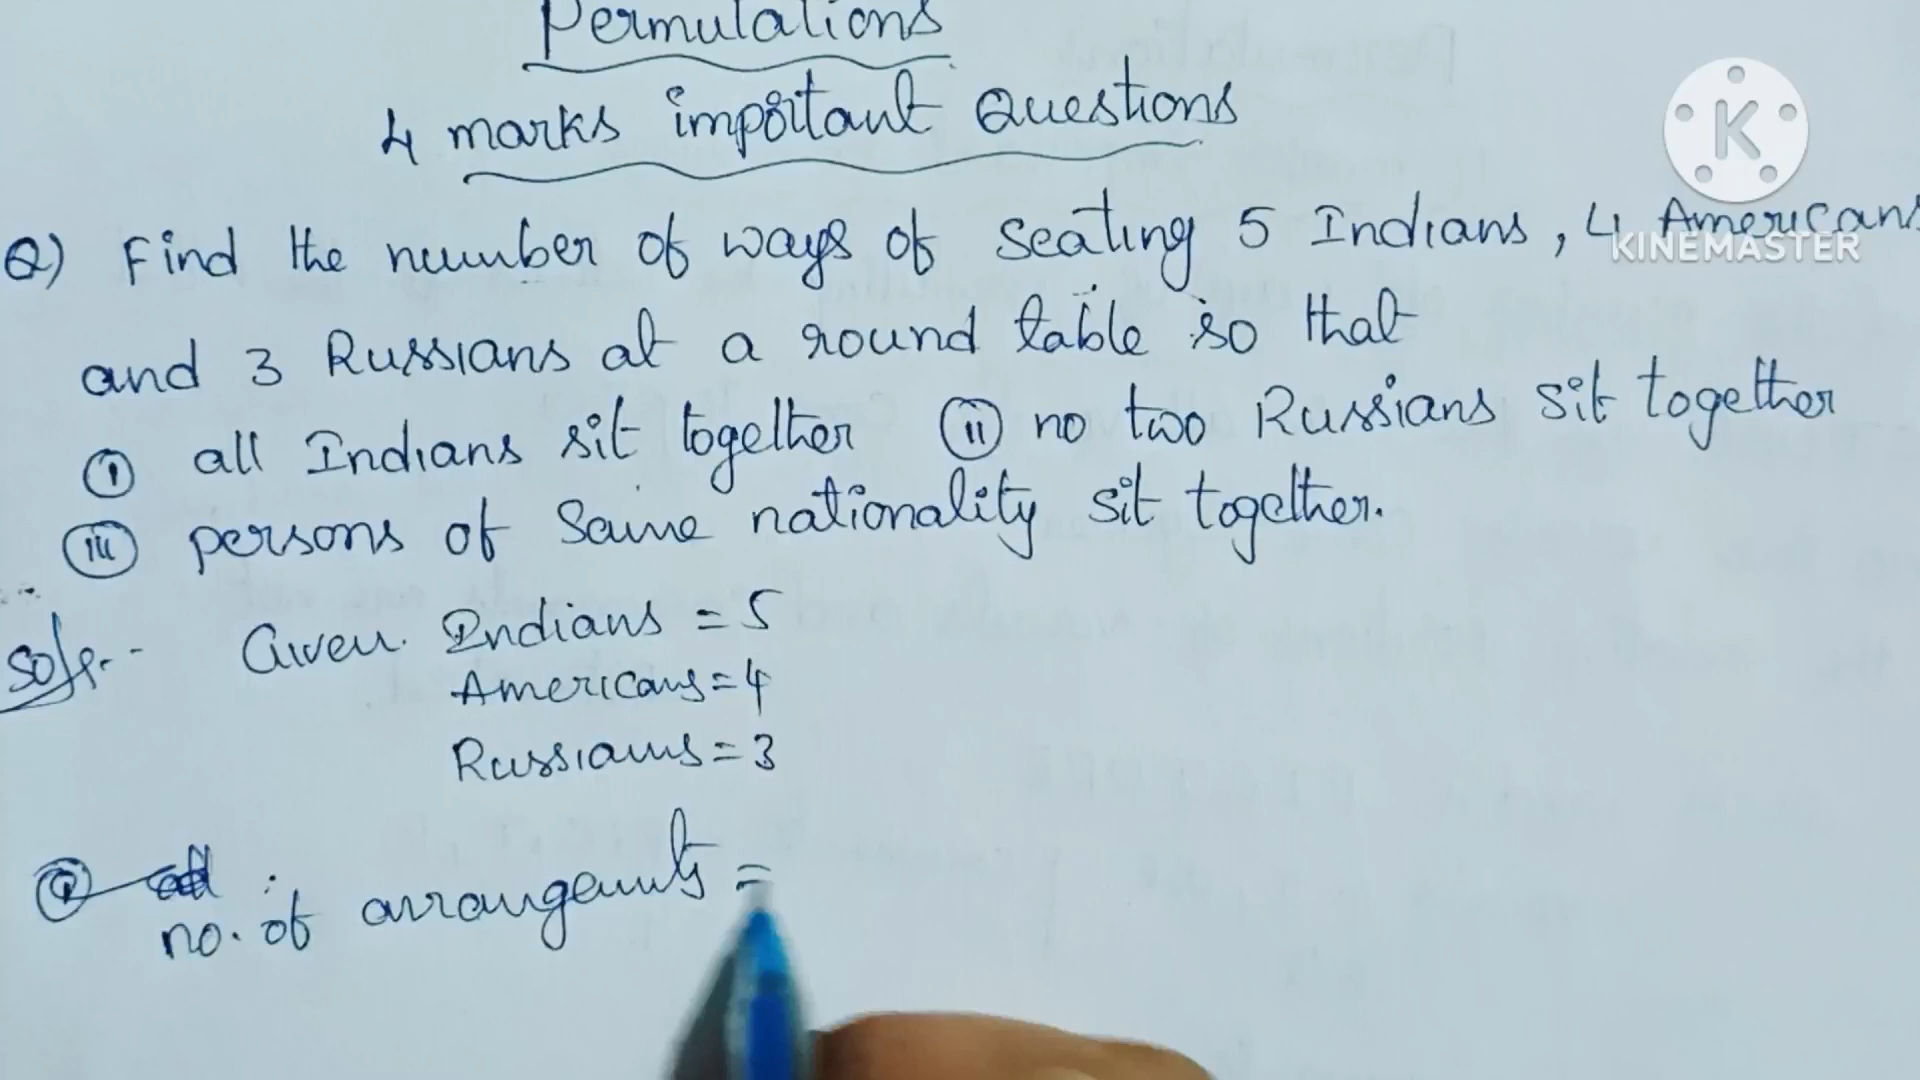 Permutations
4 marks important Questions
Q) Find the number of ways of seating 5 Indians, 4 Americans
and 3 Russians at a round table so that
(i) all Indians sit together (ii) no two Russians sit together
(iii) persons of same nationality sit together.
Sol:- Given Indians = 5
Americans = 4
Russians = 3
(i)
no. of arrangements =
K
KINEMASTER